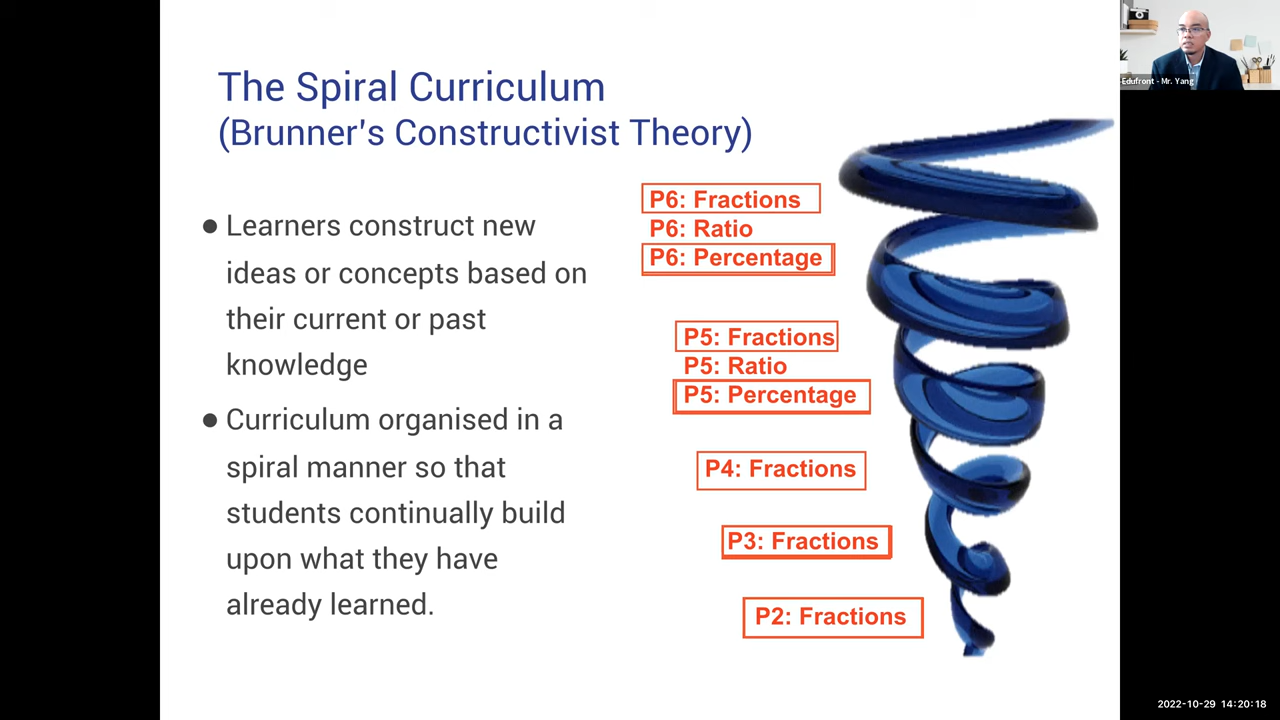 The Spiral Curriculum
(Brunner's Constructivist Theory)
● Learners construct new
ideas or concepts based on
their current or past
knowledge
● Curriculum organised in a
spiral manner so that
students continually build
upon what they have
already learned.
P6: Fractions
P6: Ratio
P6: Percentage
P5: Fractions
P5: Ratio
P5: Percentage
P4: Fractions
P3: Fractions
P2: Fractions
Edufront - Mr. Yang
2022-10-29 14:20:18